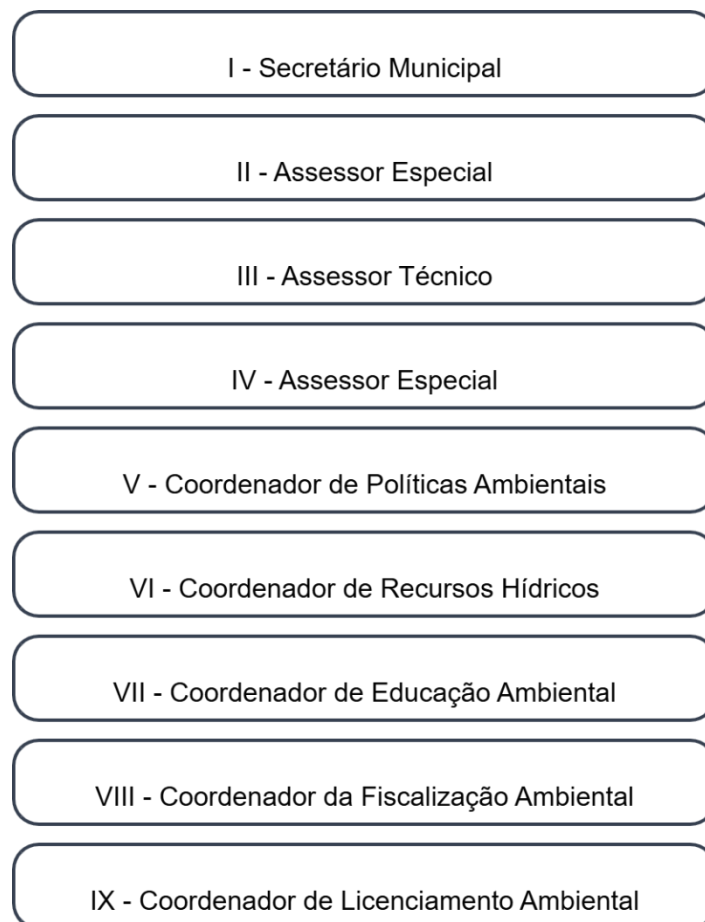 I - Secretário Municipal
II - Assessor Especial
III - Assessor Técnico
IV - Assessor Especial
V - Coordenador de Políticas Ambientais
VI - Coordenador de Recursos Hídricos
VII - Coordenador de Educação Ambiental
VIII - Coordenador da Fiscalização Ambiental
IX - Coordenador de Licenciamento Ambiental